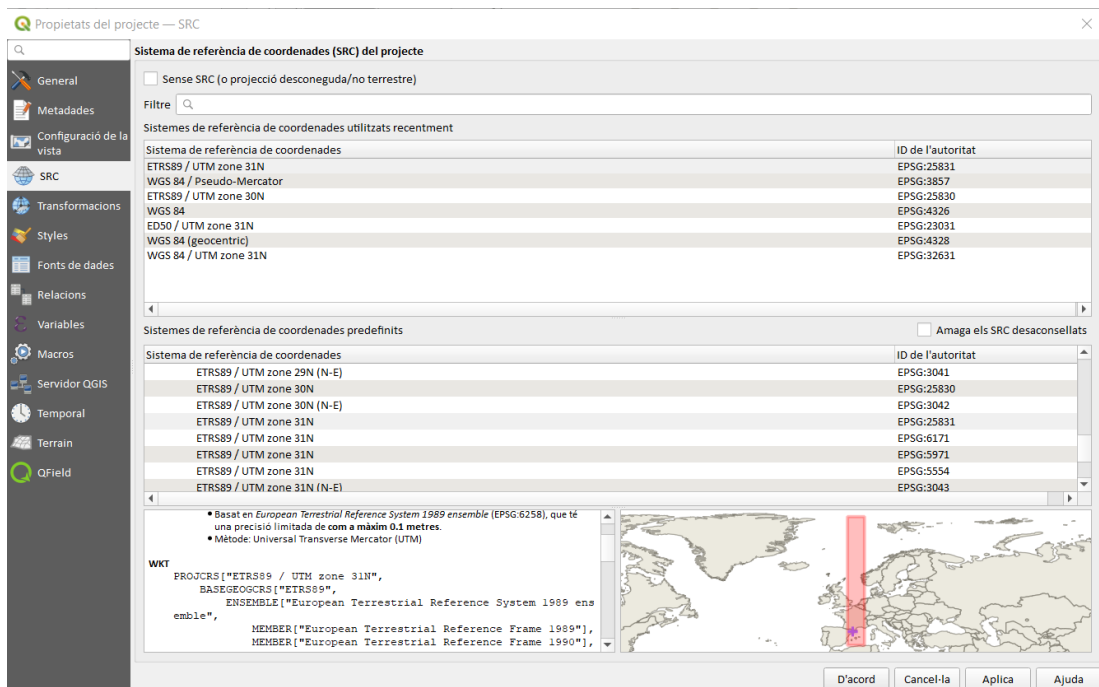 Propietats del projecte — SRC
Sistema de referència de coordenades (SRC) del projecte
General
Metadades
Configuració de la
vista
SRC
Transformacions
Styles
Fonts de dades
Relacions
Variables
Macros
Servidor QGIS
Temporal
Terrain
QField
Sense SRC (o projecció desconeguda/no terrestre)
Filtre
Sistemes de referència de coordenades utilitzats recentment
Sistema de referència de coordenades ID de l'autoritat
ETRS89 / UTM zone 31N EPSG:25831
WGS 84 / Pseudo-Mercator EPSG:3857
ETRS89 / UTM zone 30N EPSG:25830
WGS 84 EPSG:4326
ED50 / UTM zone 31N EPSG:23031
WGS 84 (geocentric) EPSG:4328
WGS 84 / UTM zone 31N EPSG:32631
Sistemes de referència de coordenades predefinits Amaga els SRC desaconsellats
Sistema de referència de coordenades ID de l'autoritat
ETRS89 / UTM zone 29N (N-E) EPSG:3041
ETRS89 / UTM zone 30N EPSG:25830
ETRS89 / UTM zone 30N (N-E) EPSG:3042
ETRS89 / UTM zone 31N EPSG:25831
ETRS89 / UTM zone 31N EPSG:6171
ETRS89 / UTM zone 31N EPSG:5971
ETRS89 / UTM zone 31N EPSG:5554
ETRS89 / UTM zone 31N (N-E) EPSG:3043
• Basat en European Terrestrial Reference System 1989 ensemble (EPSG:6258), que té
una precisió limitada de com a màxim 0.1 metres.
• Mètode: Universal Transverse Mercator (UTM)
WKT
PROJCRS["ETRS89 / UTM zone 31N",
BASEGEOGCRS["ETRS89",
ENSEMBLE["European Terrestrial Reference System 1989 ens
emble",
MEMBER["European Terrestrial Reference Frame 1989"],
MEMBER["European Terrestrial Reference Frame 1990"],
D'acord Cancel·la Aplica Ajuda